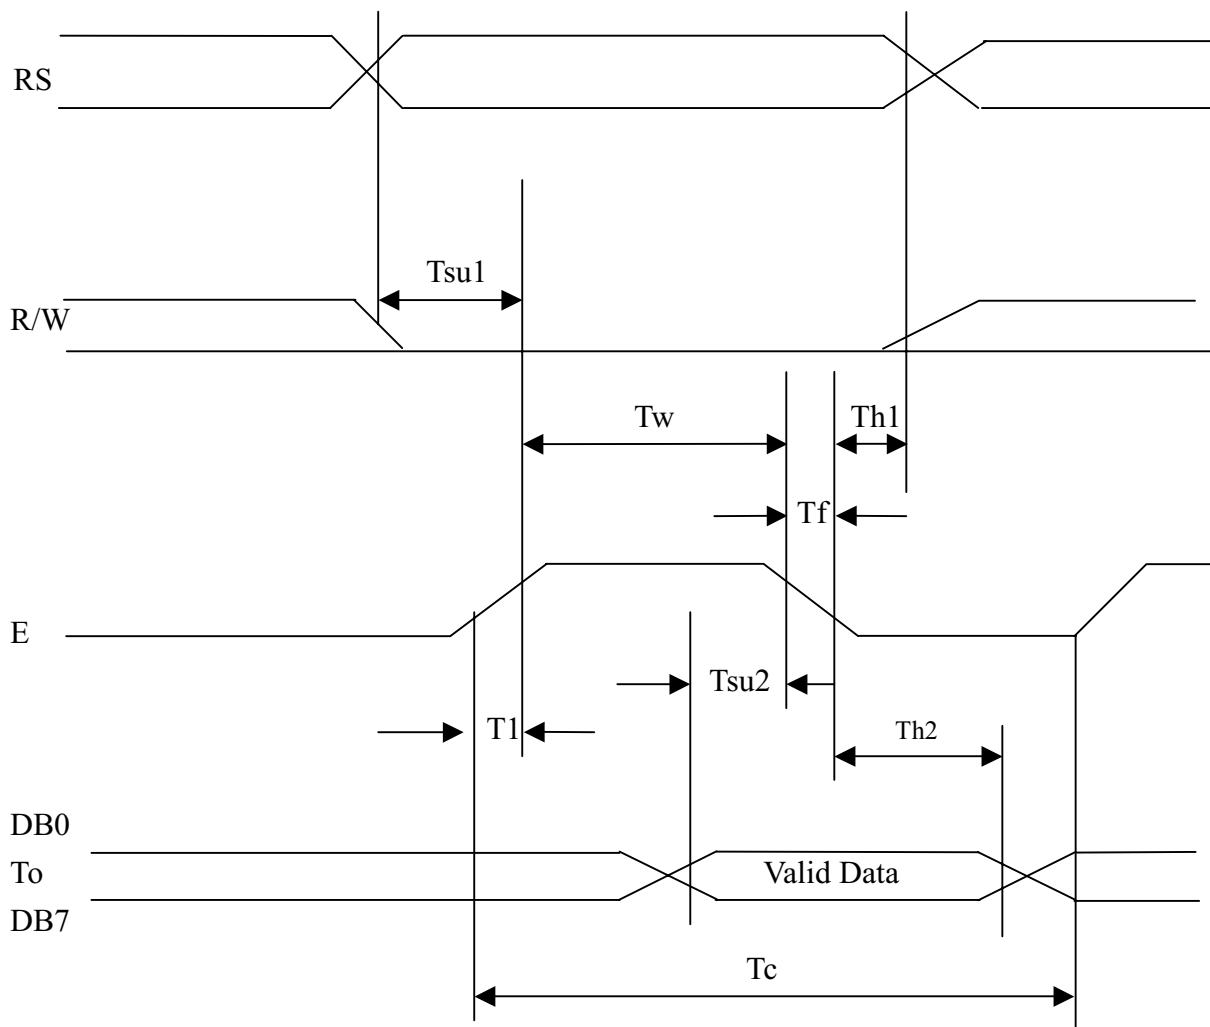 RS
Tsu1
R/W
Tw
Th1
Tf
E
Tsu2
T1
Th2
DB0
To
Valid Data
DB7
Tc